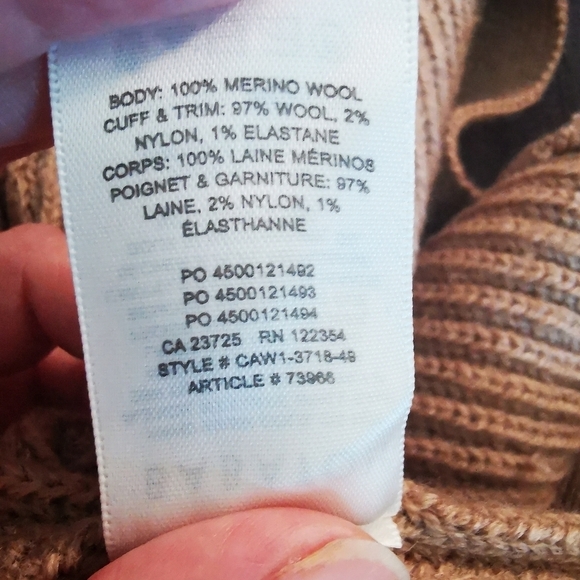 BODY: 100% MERINO WOOL
CUFF & TRIM: 97% WOOL, 2%
NYLON, 1% ELASTANE
CORPS: 100% LAINE MÉRINOS
POIGNET & GARNITURE: 97%
LAINE, 2% NYLON, 1%
ÉLASTHANNE
PO 4500121492
PO 4500121493
PO 4500121494
CA 23725 RN 122354
STYLE # CAW1-3718-49
ARTICLE # 73966